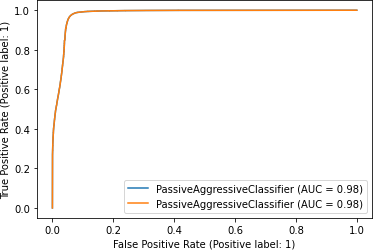 True Positive Rate (Positive label: 1)
1.0
0.8
0.6
0.4
0.2
0.0
PassiveAggressiveClassifier (AUC = 0.98)
PassiveAggressiveClassifier (AUC = 0.98)
0.0 0.2 0.4 0.6 0.8 1.0
False Positive Rate (Positive label: 1)